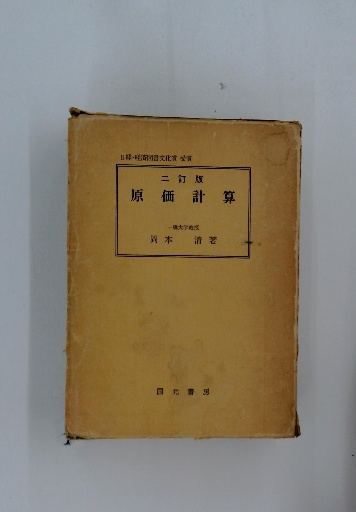 日経・経済図書文化賞 受賞
二訂版
原価計算
一橋大学教授
岡本 清著
国元書房